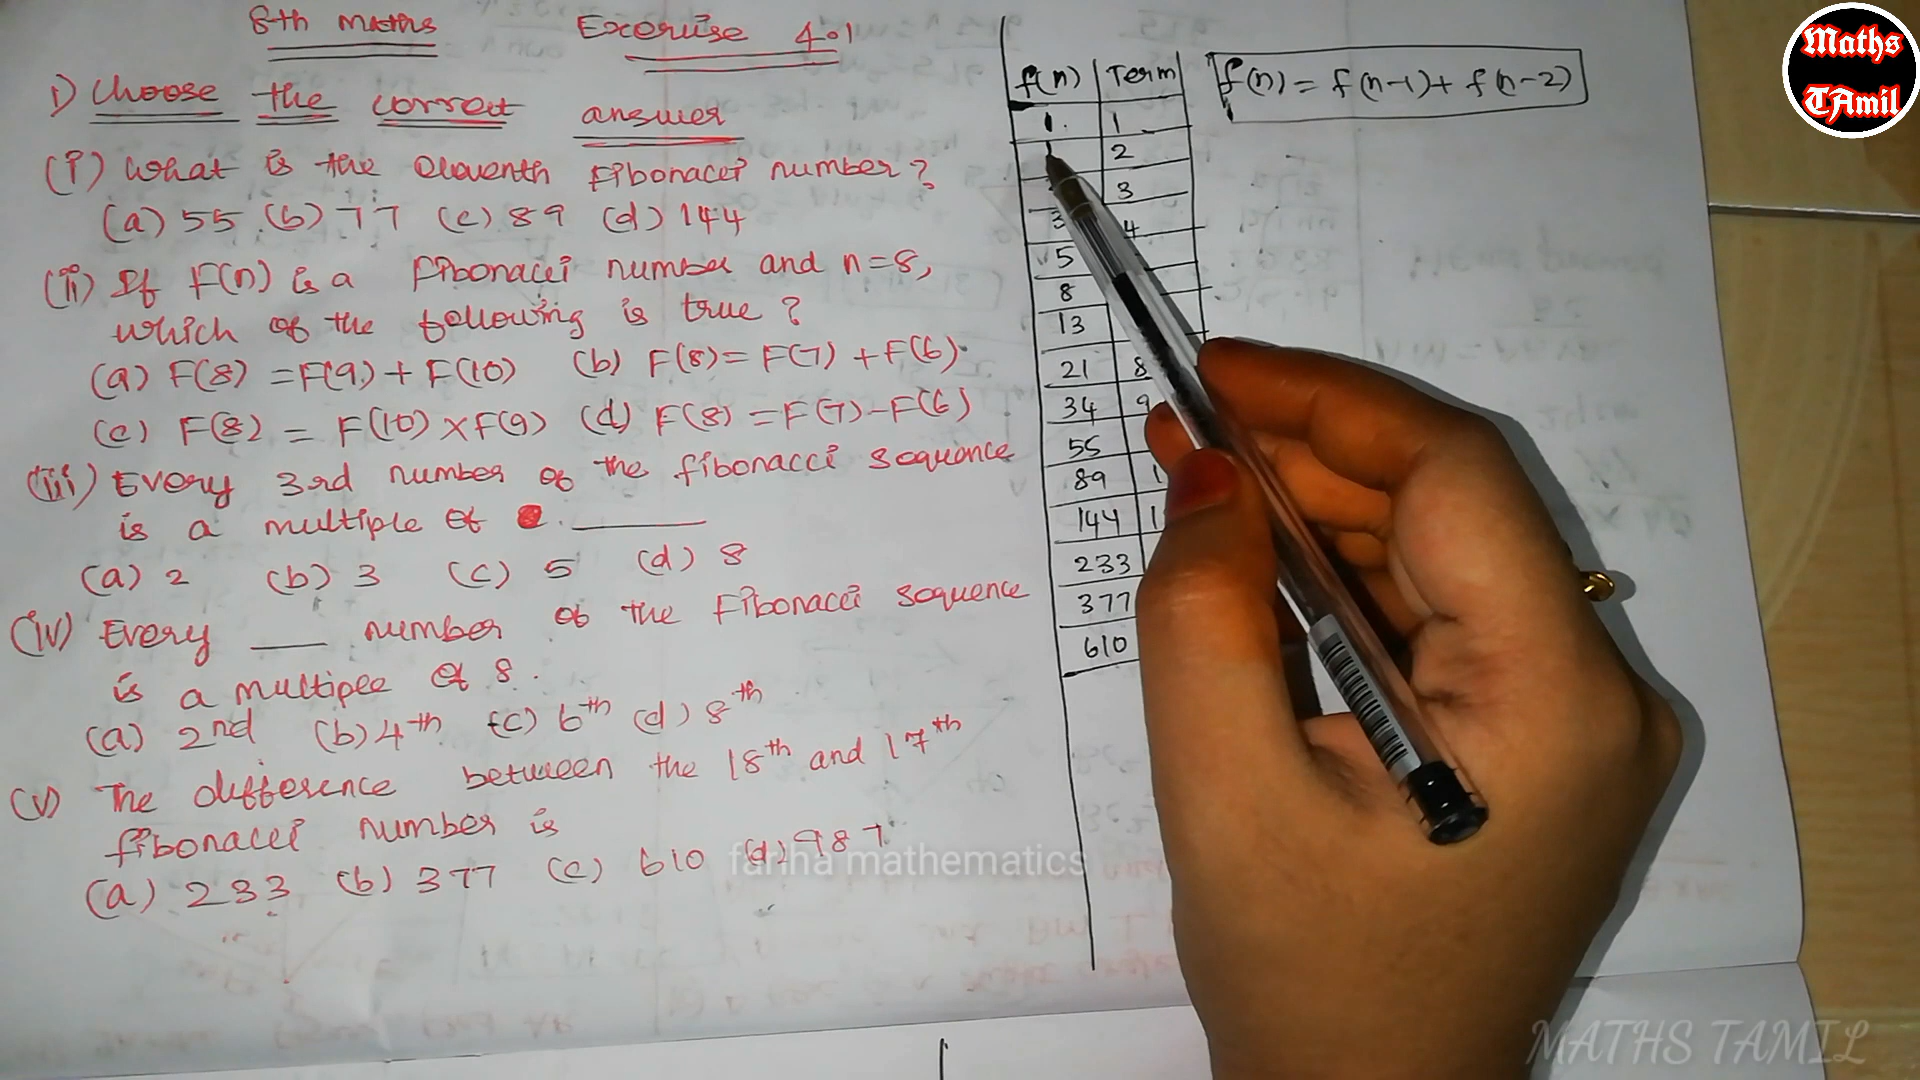 8th maths Exercise 4.1
1) Choose the correct answer
(i) What is the eleventh Fibonacci number?
(a) 55 (b) 77 (c) 89 (d) 144
(ii) If F(n) is a Fibonacci number and n=8,
which of the following is true?
(a) F(8) = F(9) + F(10) (b) F(8) = F(7) + F(6)
(c) F(8) = F(10) x F(9) (d) F(8) = F(7) - F(6)
(iii) Every 3rd number of the fibonacci sequence
is a multiple of ______
(a) 2 (b) 3 (c) 5 (d) 8
(iv) Every ___ number of the Fibonacci sequence
is a multiple of 8.
(a) 2nd (b) 4th (c) 6th (d) 8th
(v) The difference between the 18th and 17th
fibonacci number is
(a) 233 (b) 377 (c) 610 (d) 987
f(n) Term
1 1
1 2
3
3 4
5
8
13
21 8
34 9
55
89
144
233
377
610
f(n) = f(n-1) + f(n-2)
Maths
TAmil
fariha mathematics
MATHS TAMIL